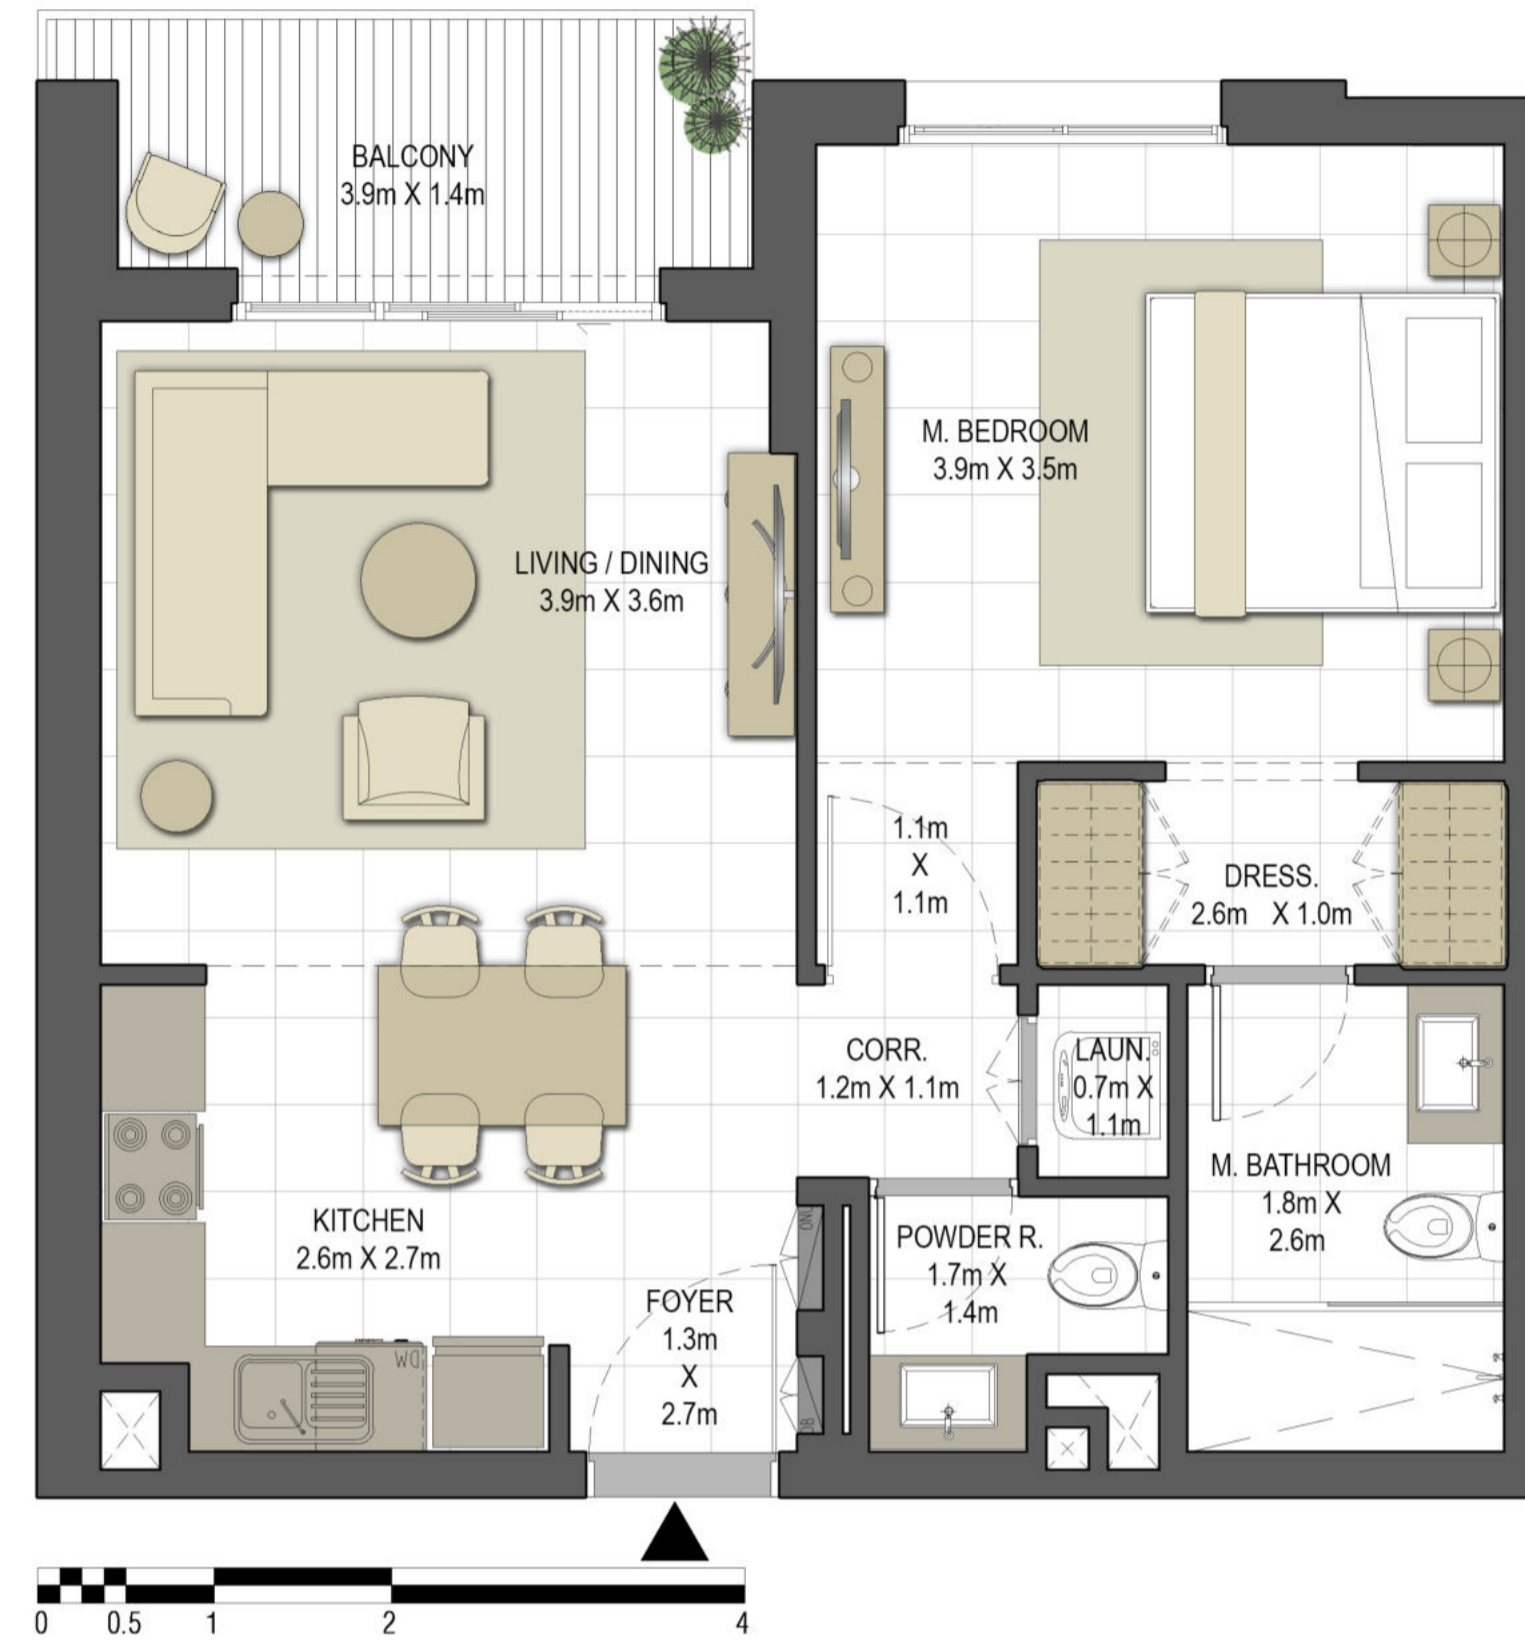 BALCONY
3.9m X 1.4m
M. BEDROOM
3.9m X 3.5m
LIVING / DINING
3.9m X 3.6m
1.1m
X
1.1m
DRESS.
2.6m X 1.0m
CORR.
1.2m X 1.1m
LAUN.
0.7m X
1.1m
M. BATHROOM
1.8m X
2.6m
KITCHEN
2.6m X 2.7m
POWDER R.
1.7m X
1.4m
FOYER
1.3m
X
2.7m
ONU
DB
DW
0 0.5 1 2 4